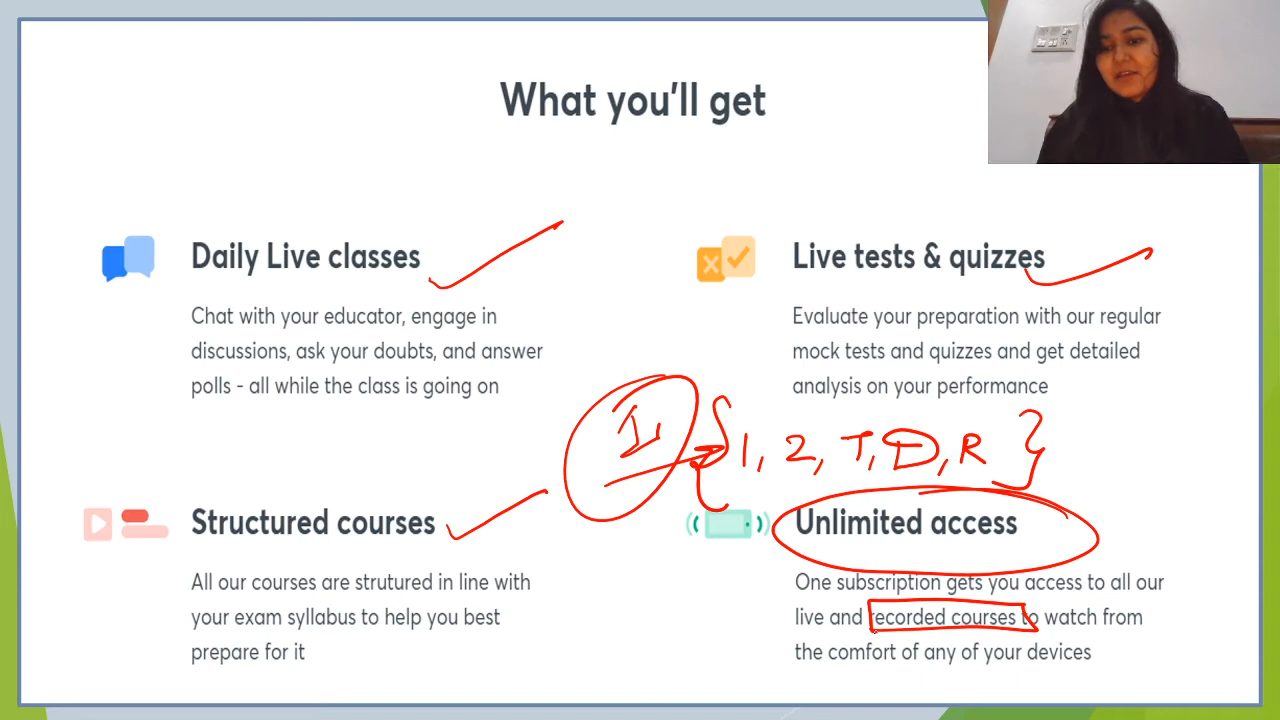 What you'll get
Daily Live classes
Chat with your educator, engage in
discussions, ask your doubts, and answer
polls - all while the class is going on
Live tests & quizzes
Evaluate your preparation with our regular
mock tests and quizzes and get detailed
analysis on your performance
{1, 2, T, D, R }
Structured courses
All our courses are strutured in line with
your exam syllabus to help you best
prepare for it
Unlimited access
One subscription gets you access to all our
live and recorded courses to watch from
the comfort of any of your devices